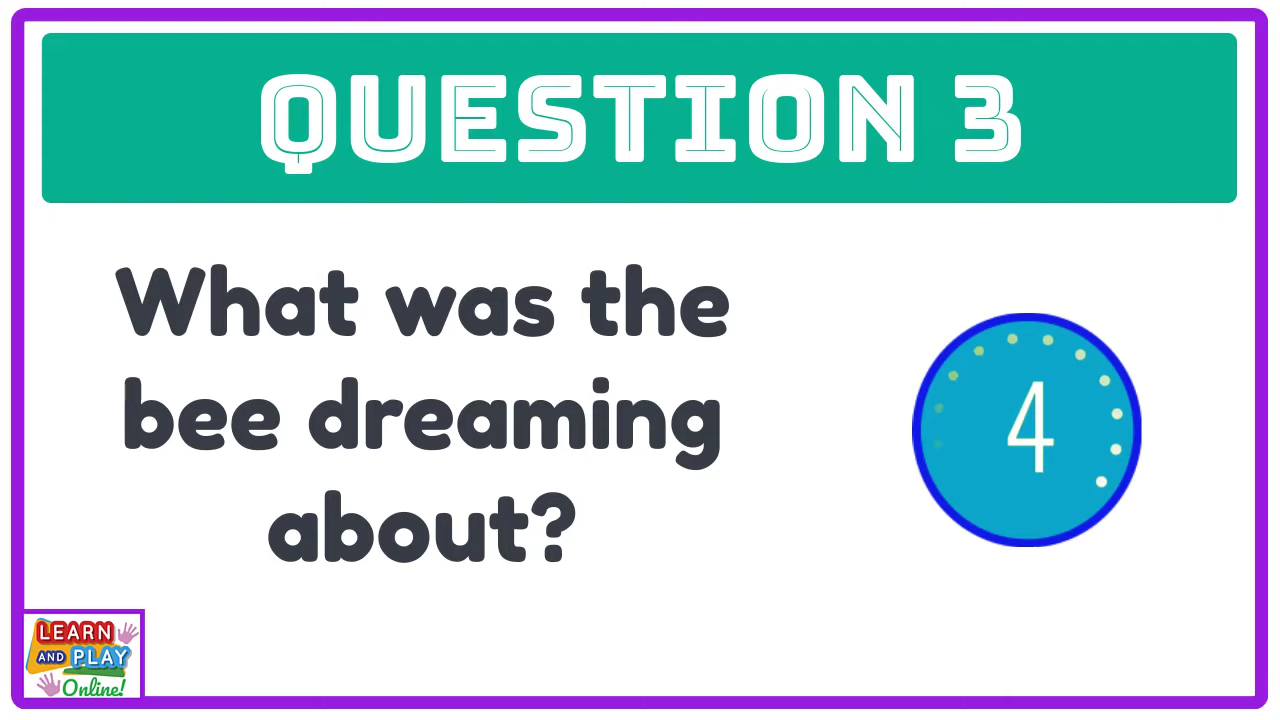 QUESTION 3
What was the
bee dreaming
about?
4
LEARN
AND PLAY
Online!